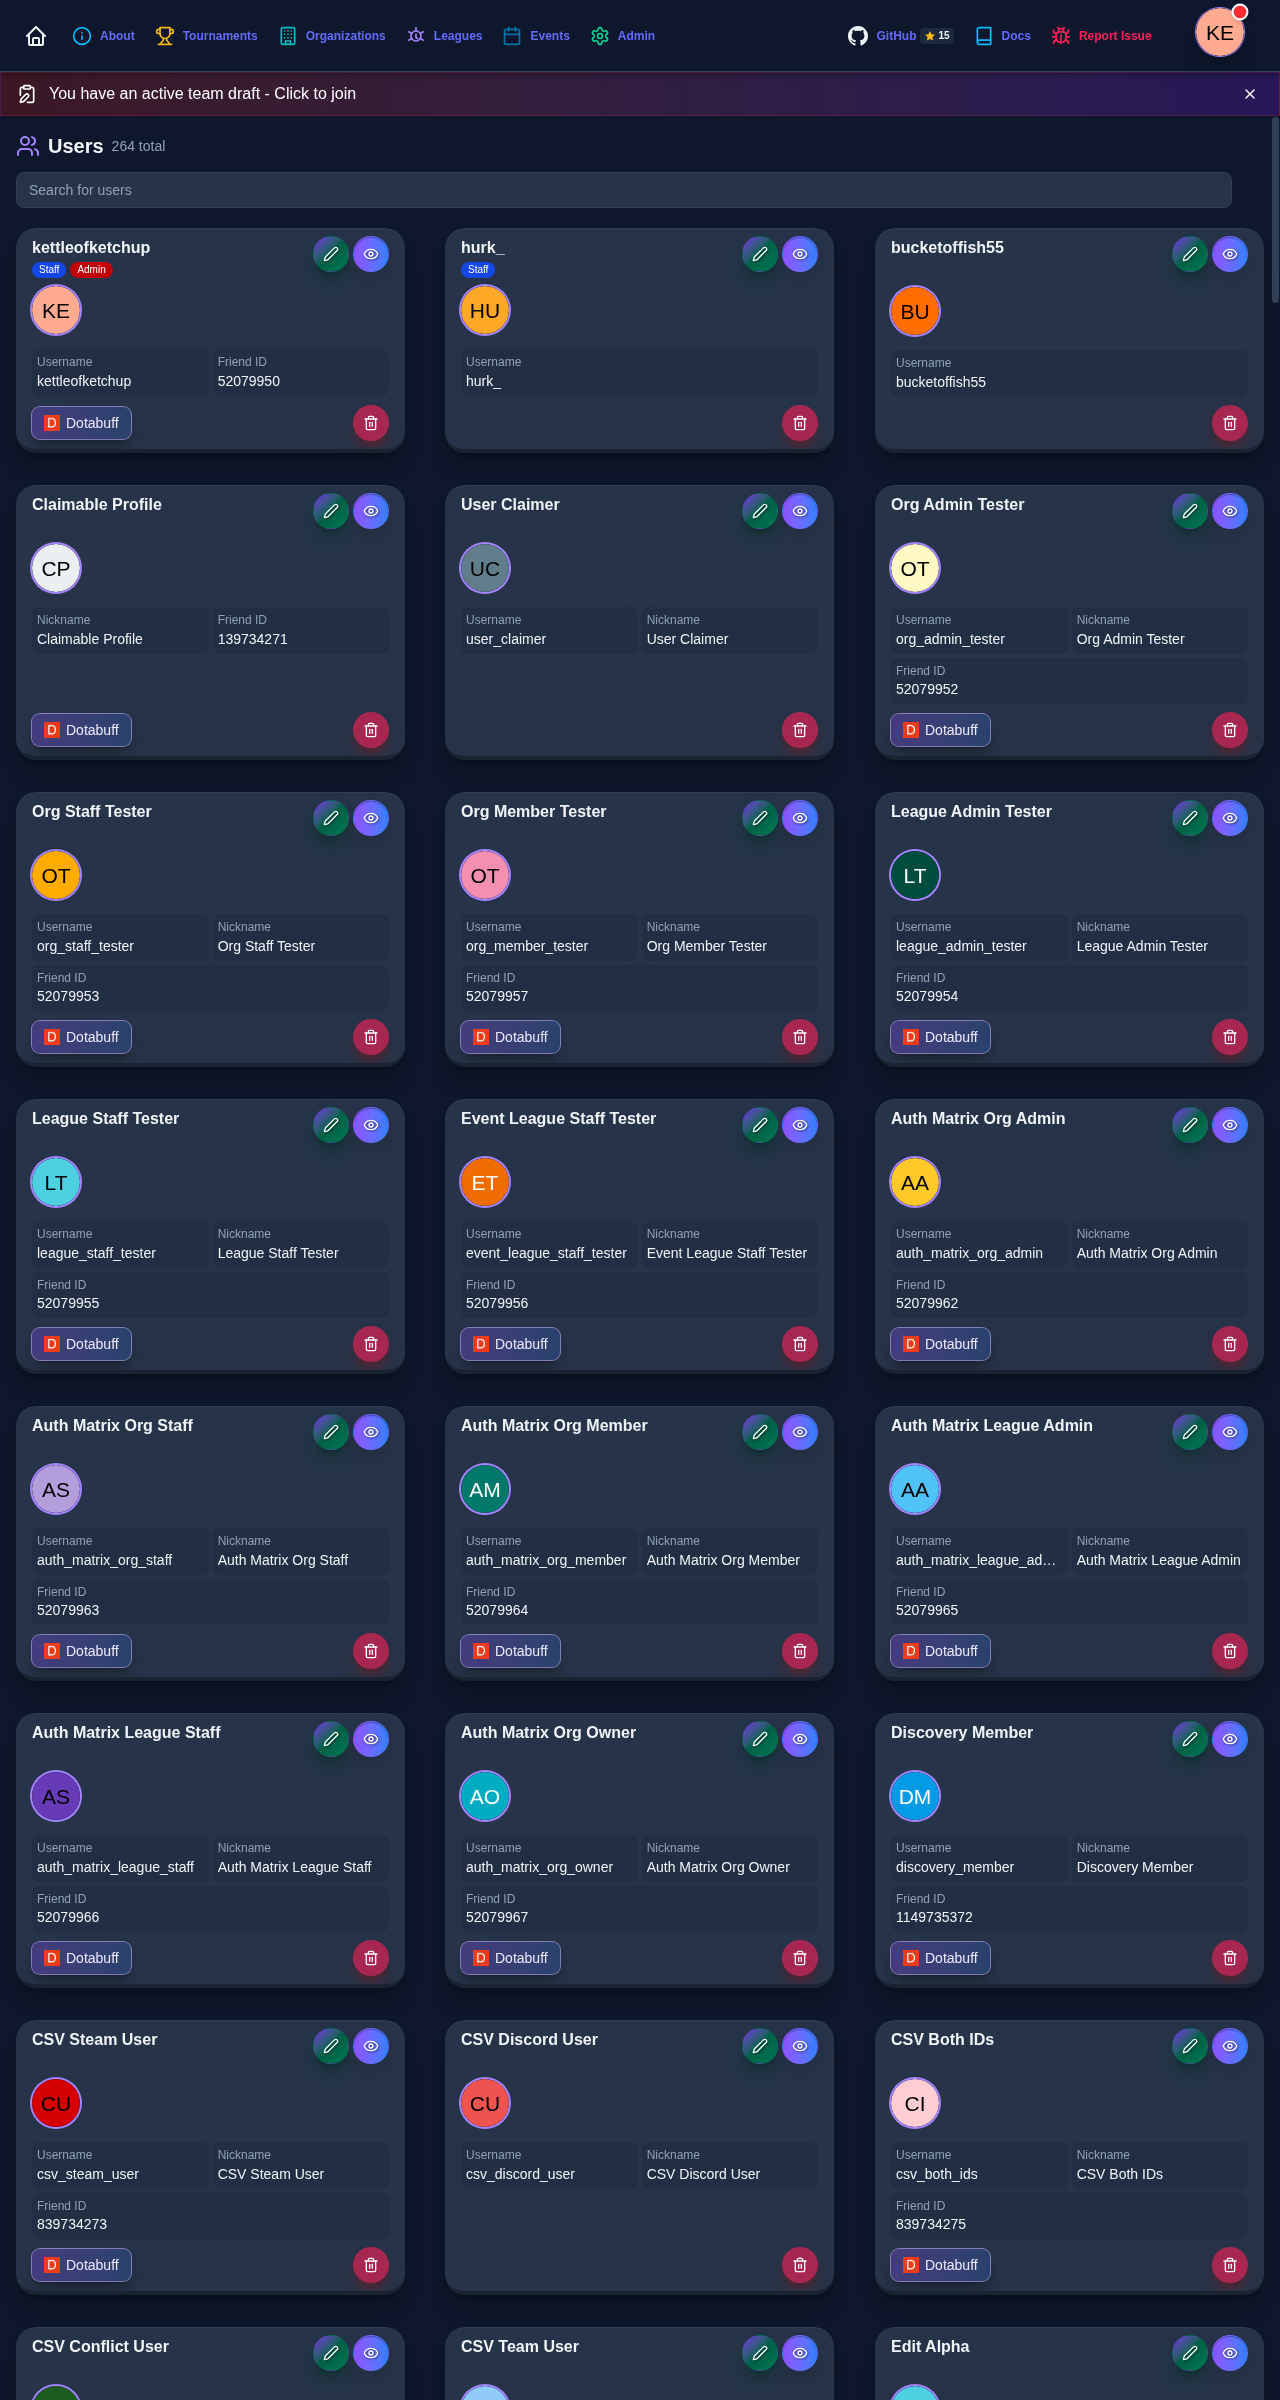 About Tournaments Organizations Leagues Events Admin GitHub 15 Docs Report Issue KE
You have an active team draft - Click to join
Users 264 total
Search for users
kettleofketchup
Staff Admin
KE
Username Friend ID
kettleofketchup 52079950
D Dotabuff
hurk_
Staff
HU
Username
hurk_
bucketoffish55
BU
Username
bucketoffish55
Claimable Profile
CP
Nickname Friend ID
Claimable Profile 139734271
D Dotabuff
User Claimer
UC
Username Nickname
user_claimer User Claimer
Org Admin Tester
OT
Username Nickname
org_admin_tester Org Admin Tester
Friend ID
52079952
D Dotabuff
Org Staff Tester
OT
Username Nickname
org_staff_tester Org Staff Tester
Friend ID
52079953
D Dotabuff
Org Member Tester
OT
Username Nickname
org_member_tester Org Member Tester
Friend ID
52079957
D Dotabuff
League Admin Tester
LT
Username Nickname
league_admin_tester League Admin Tester
Friend ID
52079954
D Dotabuff
League Staff Tester
LT
Username Nickname
league_staff_tester League Staff Tester
Friend ID
52079955
D Dotabuff
Event League Staff Tester
ET
Username Nickname
event_league_staff_tester Event League Staff Tester
Friend ID
52079956
D Dotabuff
Auth Matrix Org Admin
AA
Username Nickname
auth_matrix_org_admin Auth Matrix Org Admin
Friend ID
52079962
D Dotabuff
Auth Matrix Org Staff
AS
Username Nickname
auth_matrix_org_staff Auth Matrix Org Staff
Friend ID
52079963
D Dotabuff
Auth Matrix Org Member
AM
Username Nickname
auth_matrix_org_member Auth Matrix Org Member
Friend ID
52079964
D Dotabuff
Auth Matrix League Admin
AA
Username Nickname
auth_matrix_league_ad... Auth Matrix League Admin
Friend ID
52079965
D Dotabuff
Auth Matrix League Staff
AS
Username Nickname
auth_matrix_league_staff Auth Matrix League Staff
Friend ID
52079966
D Dotabuff
Auth Matrix Org Owner
AO
Username Nickname
auth_matrix_org_owner Auth Matrix Org Owner
Friend ID
52079967
D Dotabuff
Discovery Member
DM
Username Nickname
discovery_member Discovery Member
Friend ID
1149735372
D Dotabuff
CSV Steam User
CU
Username Nickname
csv_steam_user CSV Steam User
Friend ID
839734273
D Dotabuff
CSV Discord User
CU
Username Nickname
csv_discord_user CSV Discord User
CSV Both IDs
CI
Username Nickname
csv_both_ids CSV Both IDs
Friend ID
839734275
D Dotabuff
CSV Conflict User
CSV Team User
Edit Alpha